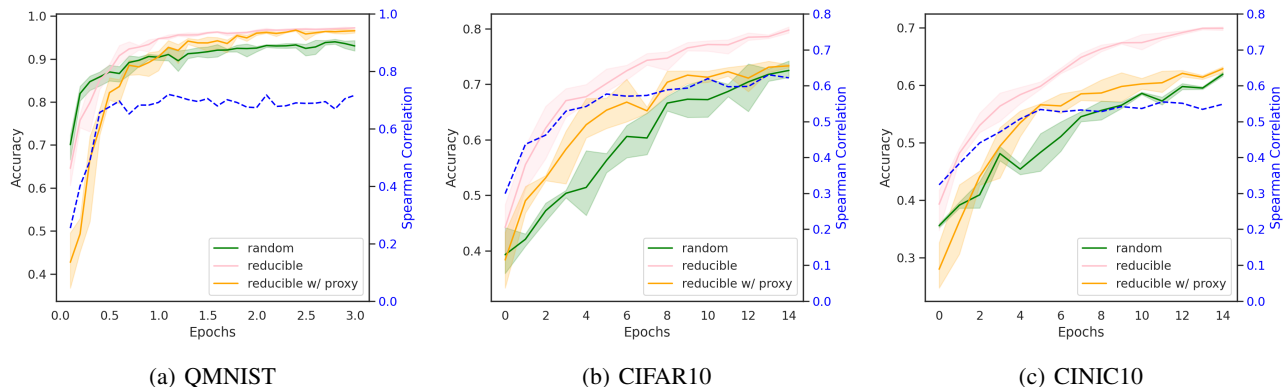 1.0
0.9
0.8
0.7
0.6
0.5
0.4
Accuracy
0.0 0.5 1.0 1.5 2.0 2.5 3.0
Epochs
1.0
0.8
0.6
0.4
0.2
0.0
Spearman Correlation
random
reducible
reducible w/ proxy
(a) QMNIST
0.8
0.7
0.6
0.5
0.4
Accuracy
0 2 4 6 8 10 12 14
Epochs
0.8
0.7
0.6
0.5
0.4
0.3
0.2
0.1
0.0
Spearman Correlation
random
reducible
reducible w/ proxy
(b) CIFAR10
0.7
0.6
0.5
0.4
0.3
Accuracy
0 2 4 6 8 10 12 14
Epochs
0.8
0.7
0.6
0.5
0.4
0.3
0.2
0.1
0.0
Spearman Correlation
random
reducible
reducible w/ proxy
(c) CINIC10